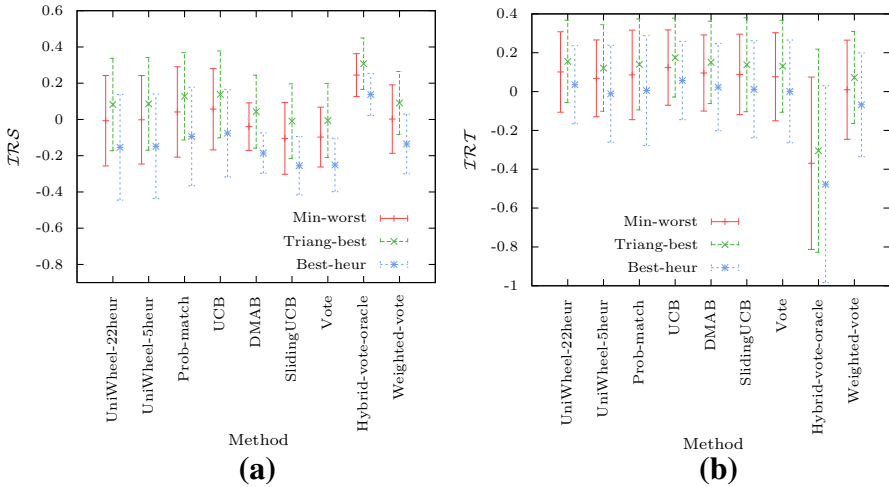 0.6
0.4
0.2
0
-0.2
-0.4
-0.6
-0.8
IRS
Min-worst
Triang-best
Best-heur
UniWheel-22heur
UniWheel-5heur
Prob-match
UCB
DMAB
SlidingUCB
Vote
Hybrid-vote-oracle
Weighted-vote
Method
(a)
0.4
0.2
0
-0.2
-0.4
-0.6
-0.8
-1
IRT
Min-worst
Triang-best
Best-heur
UniWheel-22heur
UniWheel-5heur
Prob-match
UCB
DMAB
SlidingUCB
Vote
Hybrid-vote-oracle
Weighted-vote
Method
(b)